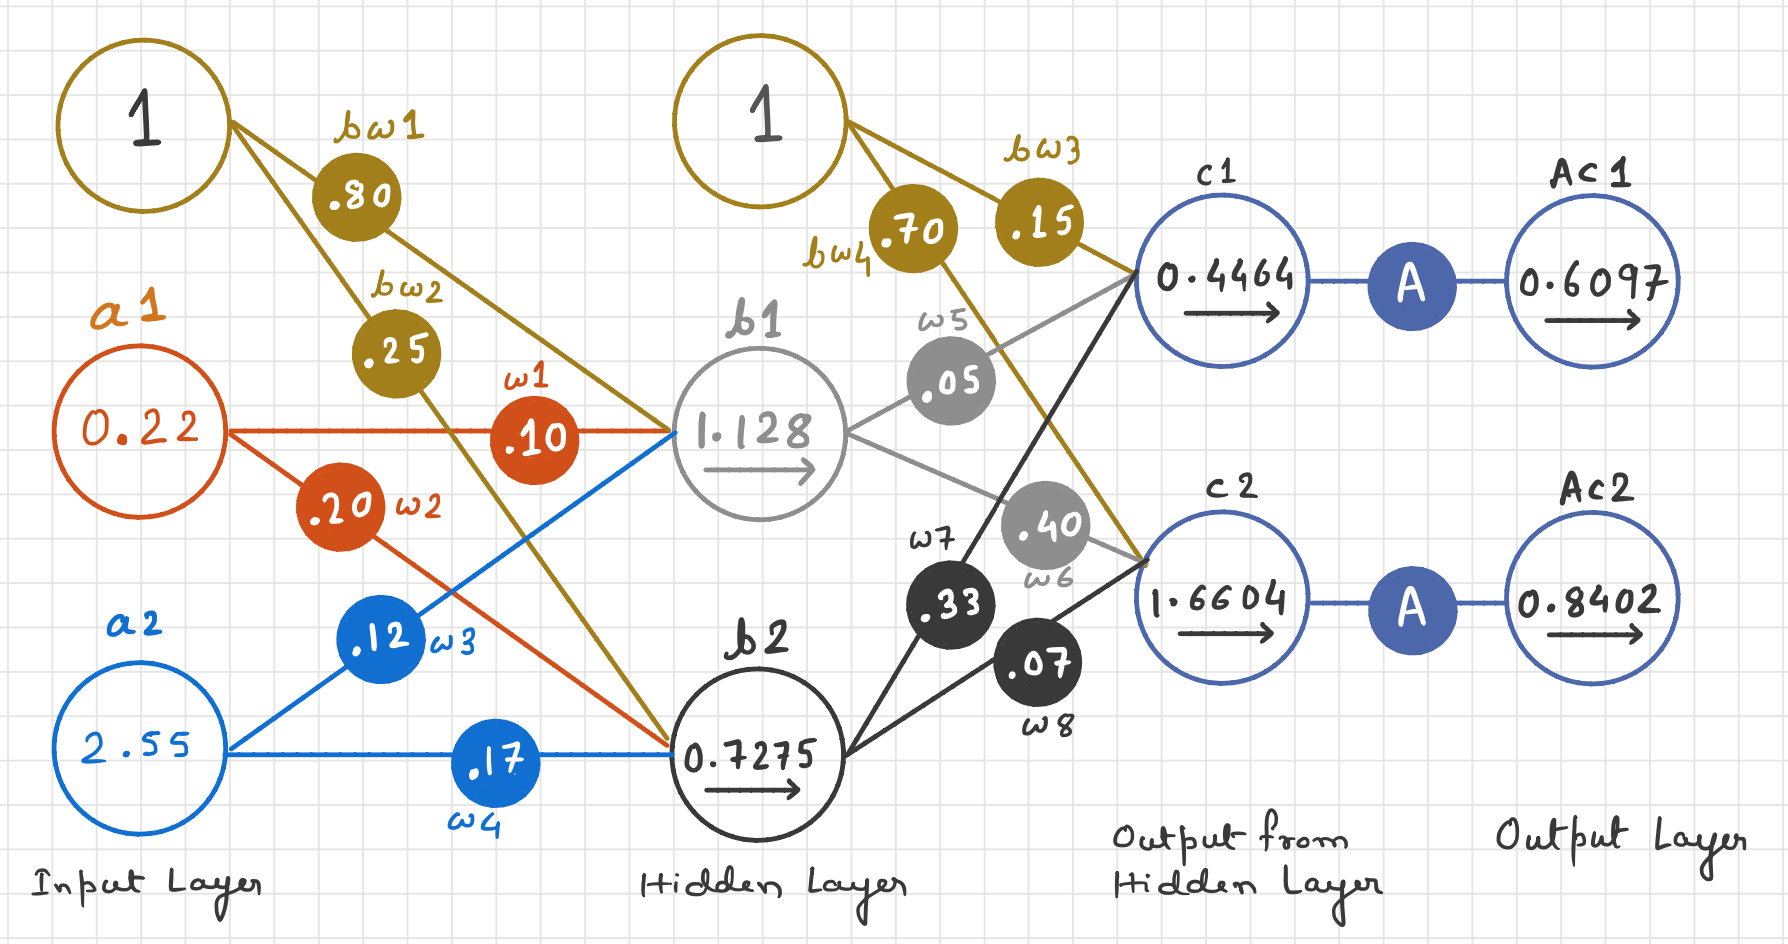 1
bw1
.80
bw2
.25
a1
0.22
w1
.10
.20 w2
a2
2.55
.12 w3
.17
w4
Input Layer
1
bw3
.15
.70
bw4
b1
1.128
w5
.05
.40
w6
b2
0.7275
w7
.33
.07
w8
Hidden Layer
c1
0.4464
c2
1.6604
Output from
Hidden Layer
A
A
Ac1
0.6097
Ac2
0.8402
Output Layer